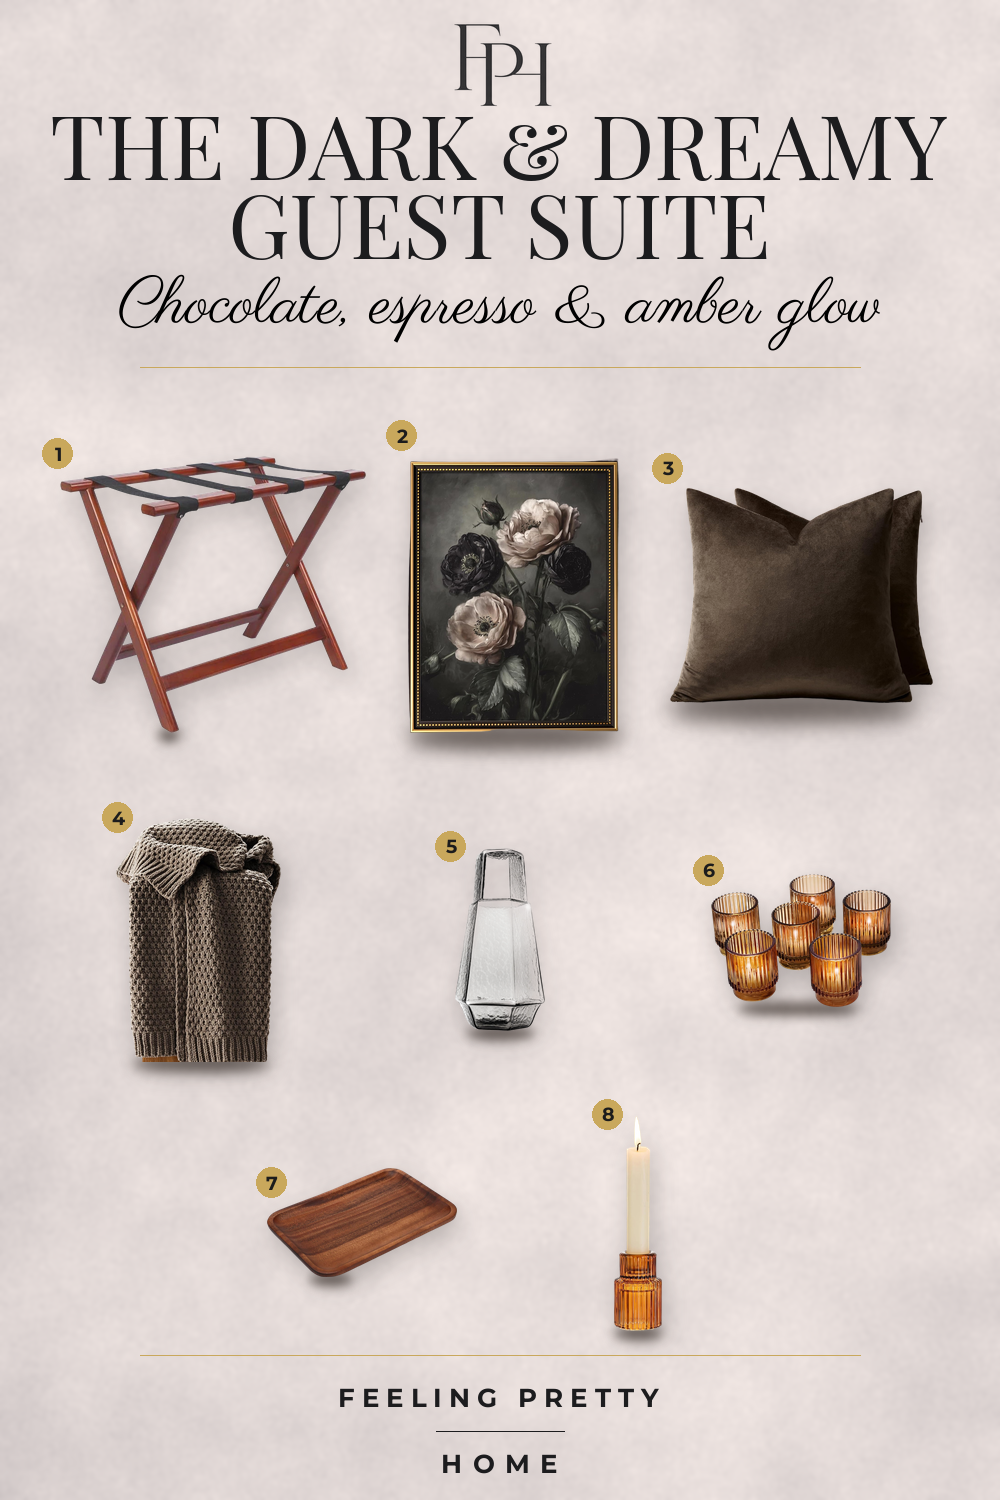 FPH
THE DARK & DREAMY
GUEST SUITE
Chocolate, espresso & amber glow
1
2
3
4
5
6
7
8
FEELING PRETTY
HOME